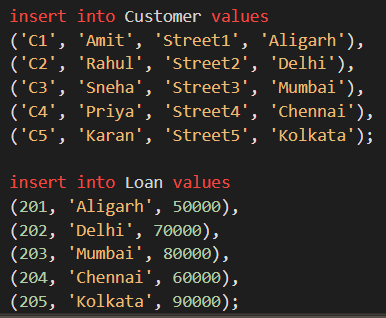 insert into Customer values
('C1', 'Amit', 'Street1', 'Aligarh'),
('C2', 'Rahul', 'Street2', 'Delhi'),
('C3', 'Sneha', 'Street3', 'Mumbai'),
('C4', 'Priya', 'Street4', 'Chennai'),
('C5', 'Karan', 'Street5', 'Kolkata');
insert into Loan values
(201, 'Aligarh', 50000),
(202, 'Delhi', 70000),
(203, 'Mumbai', 80000),
(204, 'Chennai', 60000),
(205, 'Kolkata', 90000);